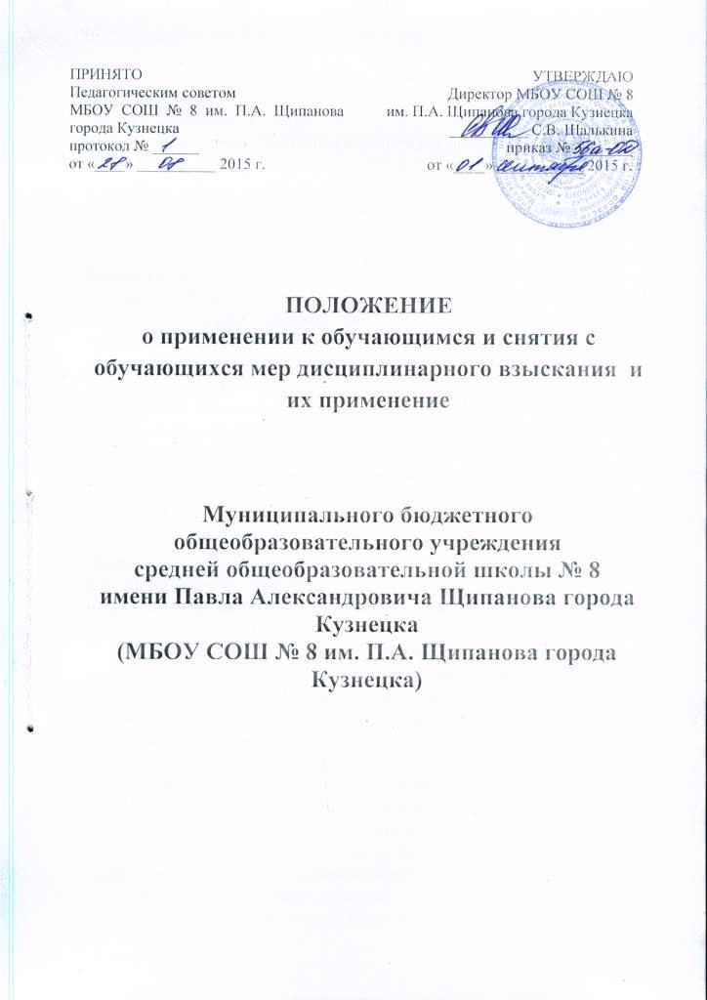 ПРИНЯТО
Педагогическим советом
МБОУ СОШ № 8 им. П.А. Щипанова
города Кузнецка
протокол № 1
от «28» 08 2015 г.
УТВЕРЖДАЮ
Директор МБОУ СОШ № 8
им. П.А. Щипанова города Кузнецка
С.В. Шалькина
приказ № 56а-ОД
от «01» сентября 2015 г.
ПОЛОЖЕНИЕ
о применении к обучающимся и снятия с
обучающихся мер дисциплинарного взыскания и
их применение
Муниципального бюджетного
общеобразовательного учреждения
средней общеобразовательной школы № 8
имени Павла Александровича Щипанова города
Кузнецка
(МБОУ СОШ № 8 им. П.А. Щипанова города
Кузнецка)